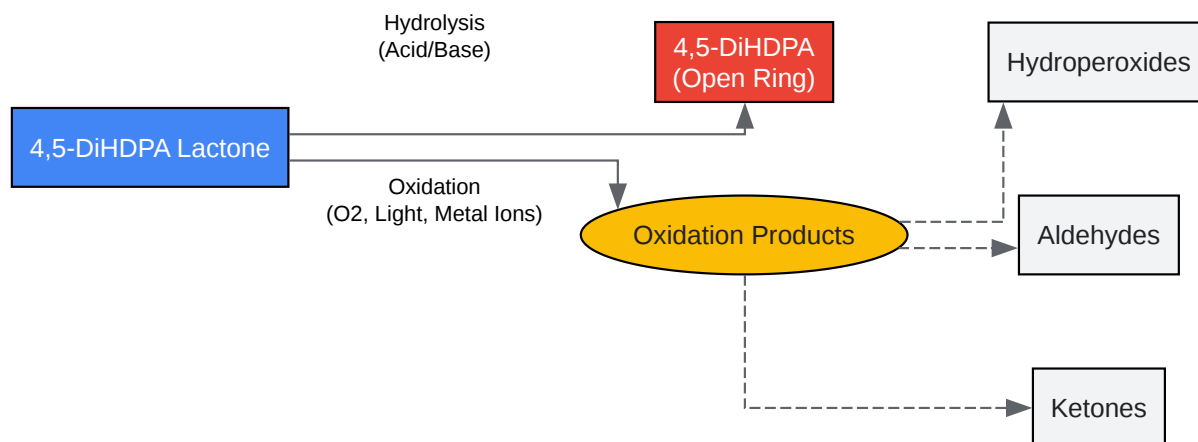 Hydrolysis
(Acid/Base)
4,5-DiHDPA
(Open Ring)
Hydroperoxides
4,5-DiHDPA Lactone
Oxidation
(O2, Light, Metal Ions)
Oxidation Products
Aldehydes
Ketones